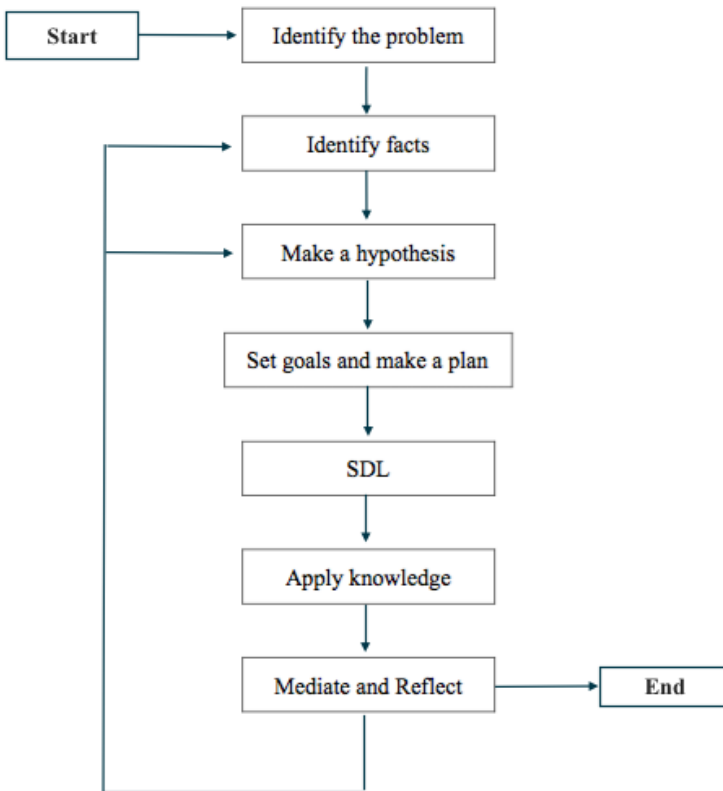 Start
Identify the problem
Identify facts
Make a hypothesis
Set goals and make a plan
SDL
Apply knowledge
Mediate and Reflect
End